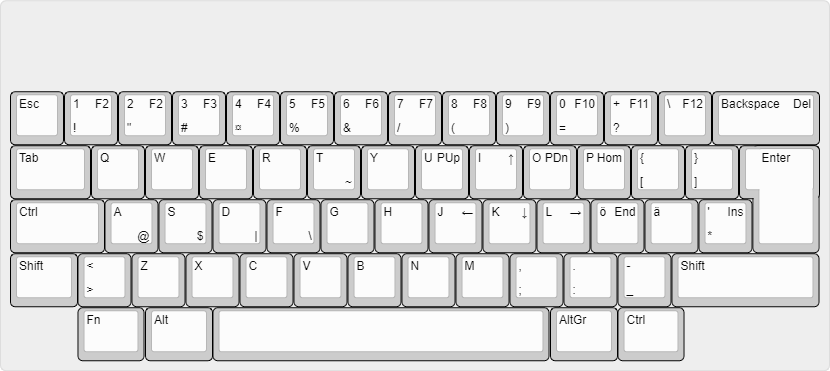 Esc 1 F2 2 F2 3 F3 4 F4 5 F5 6 F6 7 F7 8 F8 9 F9 0 F10 + F11 \ F12 Backspace Del
! " # ¤ % & / ( ) = ?
Tab Q W E R T Y U PUp I ↑ O PDn P Hom { } Enter
~ [ ]
Ctrl A S D F G H J ← K ↓ L → ö End ä ' Ins
@ $ | \ *
Shift < Z X C V B N M , . - Shift
> ; : _
Fn Alt AltGr Ctrl